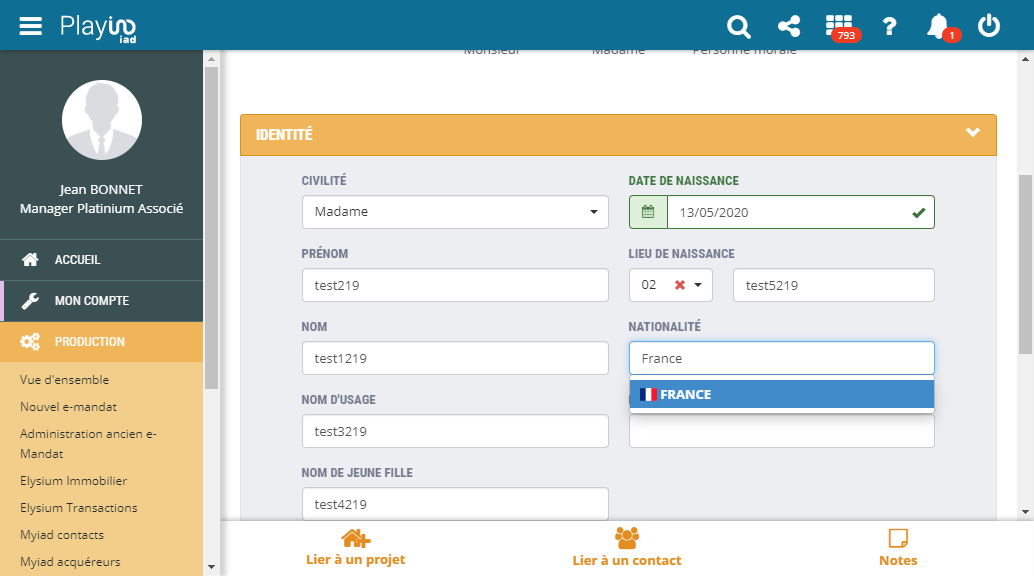 Playin
iad
793
?
1
Monsieur
Madame
Personne morale
Jean BONNET
Manager Platinium Associé
ACCUEIL
MON COMPTE
PRODUCTION
Vue d'ensemble
Nouvel e-mandat
Administration ancien e-
Mandat
Elysium Immobilier
Elysium Transactions
Myiad contacts
Myiad acquéreurs
IDENTITÉ
CIVILITÉ
Madame
DATE DE NAISSANCE
13/05/2020
PRÉNOM
test219
LIEU DE NAISSANCE
02
test5219
NOM
test1219
NATIONALITÉ
France
FRANCE
NOM D'USAGE
test3219
NOM DE JEUNE FILLE
test4219
Lier à un projet
Lier à un contact
Notes